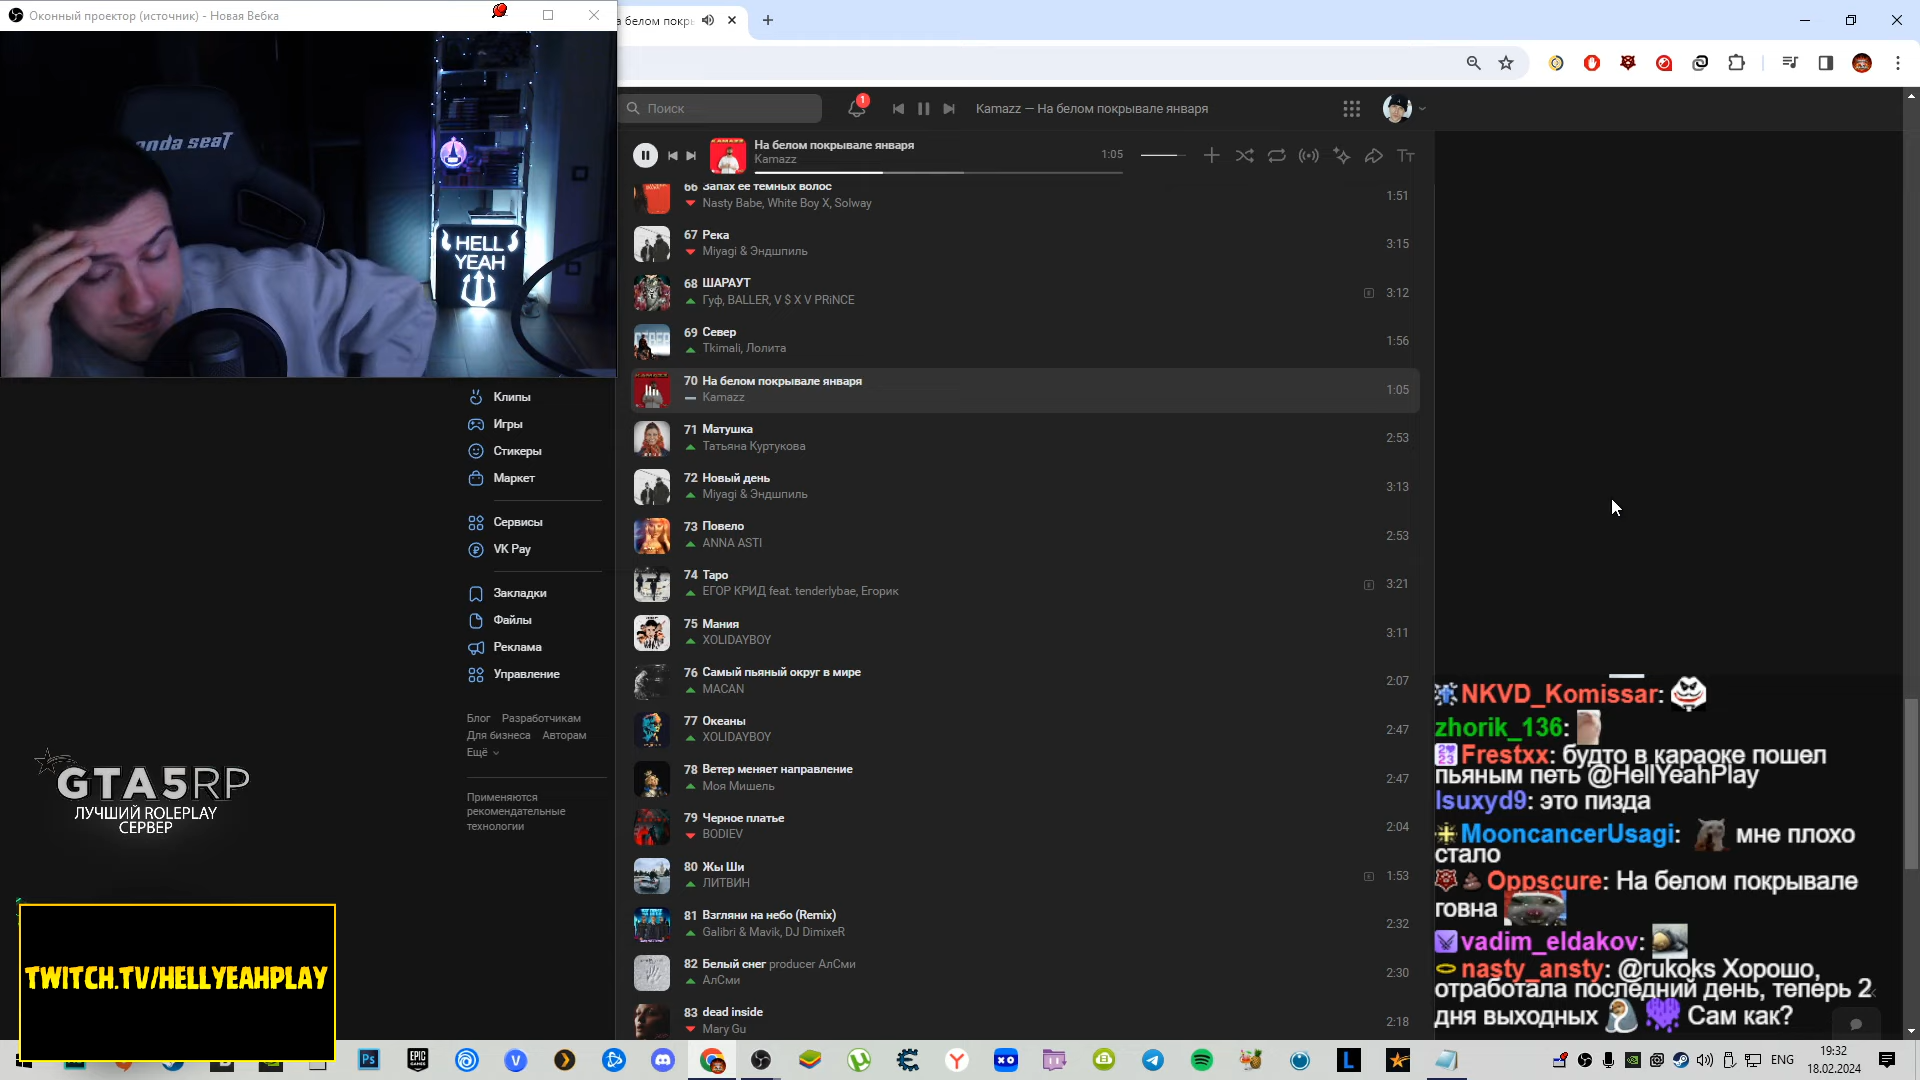 Оконный проектор (источник) - Новая Вебка
а белом покры
anda seaT
HELL
YEAH
Поиск
1
Kamazz — На белом покрывале января
На белом покрывале января
Kamazz
1:05
66 Запах её тёмных волос
Nasty Babe, White Boy X, Solway
1:51
67 Река
Miyagi & Эндшпиль
3:15
68 ШАРАУТ
Гуф, BALLER, V $ X V PRiNCE
3:12
69 Север
Tkimali, Лолита
1:56
70 На белом покрывале января
Kamazz
1:05
71 Матушка
Татьяна Куртукова
2:53
72 Новый день
Miyagi & Эндшпиль
3:13
73 Повело
ANNA ASTI
2:53
74 Таро
ЕГОР КРИД feat. tenderlybae, Егорик
3:21
75 Мания
XOLIDAYBOY
3:11
76 Самый пьяный округ в мире
MACAN
2:07
77 Океаны
XOLIDAYBOY
2:47
78 Ветер меняет направление
Моя Мишель
2:47
79 Черное платье
BODIEV
2:04
80 Жы Ши
ЛИТВИН
1:53
81 Взгляни на небо (Remix)
Galibri & Mavik, DJ DimixeR
2:32
82 Белый снег producer АлСми
АлСми
2:30
83 dead inside
Mary Gu
2:18
Клипы
Игры
Стикеры
Маркет
Сервисы
VK Pay
Закладки
Файлы
Реклама
Управление
Блог Разработчикам
Для бизнеса Авторам
Ещё
Применяются
рекомендательные
технологии
GTA5RP
ЛУЧШИЙ ROLEPLAY
СЕРВЕР
TWITCH.TV/HELLYEAHPLAY
NKVD_Komissar:
zhorik_136:
Frestxx: будто в караоке пошел
пьяным петь @HellYeahPlay
lsuxyd9: это пизда
MooncancerUsagi: мне плохо
стало
Oppscure: На белом покрывале
говна
vadim_eldakov:
nasty_ansty: @rukoks Хорошо,
отработала последний день, теперь 2
дня выходных Сам как?
ENG
19:32
18.02.2024